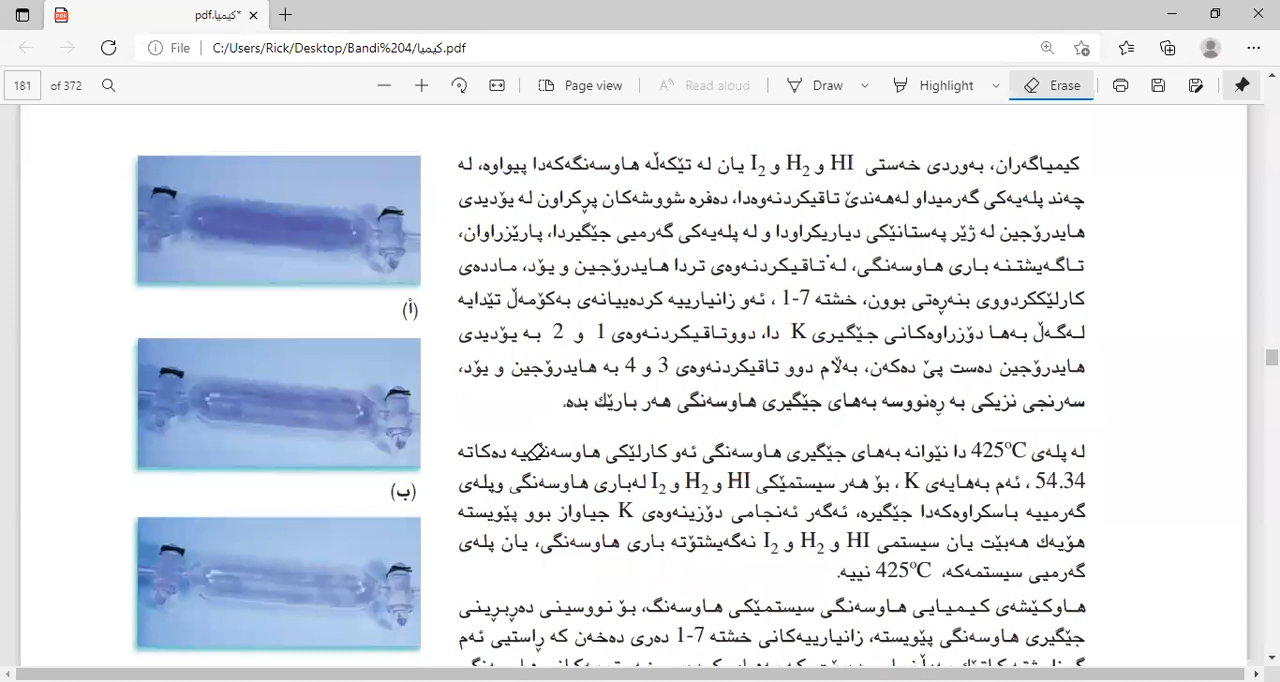 کیمیا.pdf*
File C:/Users/Rick/Desktop/Bandi%204/کیمیا.pdf
181 of 372 Page view Read aloud Draw Highlight Erase
کیمیاگەران، بەوردی خەستی HI و H2 و I2 یان لە تێکەڵە هاوسەنگەکەدا پیواوە، لە
چەند پلەیەکی گەرمیداو لەهەندێ تاقیکردنەوەدا، دەفرە شووشەکان پڕکراون لە یۆدیدی
هایدرۆجین لە ژێر پەستانێکی دیاریکراودا و لە پلەیەکی گەرمیی جێگیردا، پارێزراوان،
تاگەیشتنە باری هاوسەنگی، لە تاقیکردنەوەی تردا هایدرۆجین و یۆد، ماددەی
کارلێککردووی بنەڕەتی بوون، خشتە 7-1 ، ئەو زانیارییە کردەییانەی بەکۆمەڵ تێدایە
لەگەڵ بەها دۆزراوەکانی جێگیری K دا، دووتاقیکردنەوەی 1 و 2 بە یۆدیدی
هایدرۆجین دەست پێ دەکەن، بەڵام دوو تاقیکردنەوەی 3 و 4 بە هایدرۆجین و یۆد،
سەرنجی نزیکی بە ڕەنووسە بەهای جێگیری هاوسەنگی هەر بارێك بدە.
لە پلەی 425ºC دا نێوانە بەهای جێگیری هاوسەنگی ئەو کارلێکی هاوسەنگییە دەکاتە
54.34 ، ئەم بەهایەی K ، بۆ هەر سیستمێکی HI و H2 و I2 لەباری هاوسەنگی وپلەی
گەرمییە باسکراوەکەدا جێگیرە، ئەگەر ئەنجامی دۆزینەوەی K جیاواز بوو پێویستە
هۆیەك هەبێت یان سیستمی HI و H2 و I2 نەگەیشتۆتە باری هاوسەنگی، یان پلەی
گەرمیی سیستمەکە، 425ºC نییە.
هاوکێشەی کیمیایی هاوسەنگی سیستمێکی هاوسەنگ، بۆ نووسینی دەربڕینی
جێگیری هاوسەنگی پێویستە، زانیارییەکانی خشتە 7-1 دەری دەخەن کە ڕاستیی ئەم
(أ)
(ب)